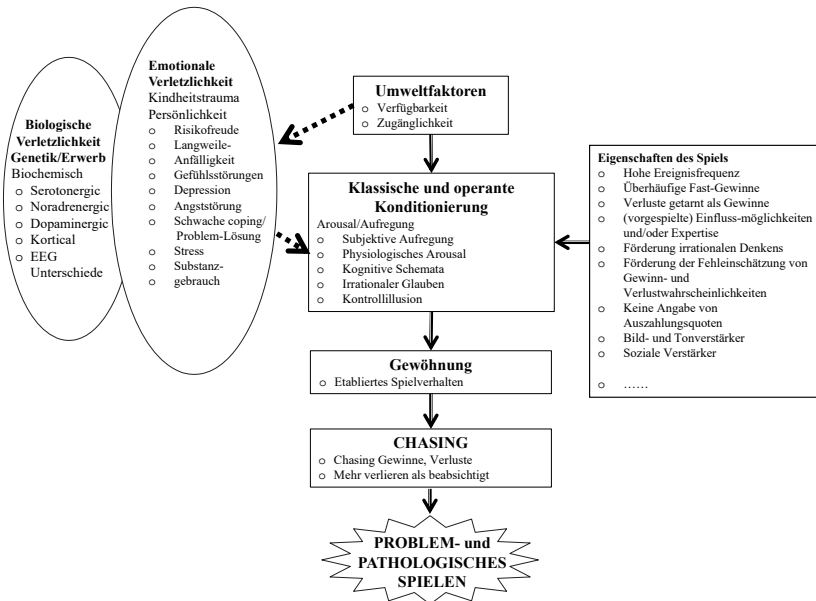 Biologische
Verletzlichkeit
Genetik/Erwerb
Biochemisch
o Serotonergic
o Noradrenergic
o Dopaminergic
o Kortical
o EEG
Unterschiede
Emotionale
Verletzlichkeit
Kindheitstrauma
Persönlichkeit
o Risikofreude
o Langweile-
o Anfälligkeit
o Gefühlsstörungen
o Depression
o Angststörung
o Schwache coping/
Problem-Lösung
o Stress
o Substanz-
o gebrauch
Umweltfaktoren
o Verfügbarkeit
o Zugänglichkeit
Klassische und operante
Konditionierung
Arousal/Aufregung
o Subjektive Aufregung
o Physiologisches Arousal
o Kognitive Schemata
o Irrationaler Glauben
o Kontrollillusion
Eigenschaften des Spiels
o Hohe Ereignisfrequenz
o Überhäufige Fast-Gewinne
o Verluste getarnt als Gewinne
o (vorgespielte) Einfluss-möglichkeiten
und/oder Expertise
o Förderung irrationalen Denkens
o Förderung der Fehleinschätzung von
Gewinn- und
Verlustwahrscheinlichkeiten
o Keine Angabe von
Auszahlungsquoten
o Bild- und Tonverstärker
o Soziale Verstärker
o ……
Gewöhnung
o Etabliertes Spielverhalten
CHASING
o Chasing Gewinne, Verluste
o Mehr verlieren als beabsichtigt
PROBLEM- und
PATHOLOGISCHES
SPIELEN